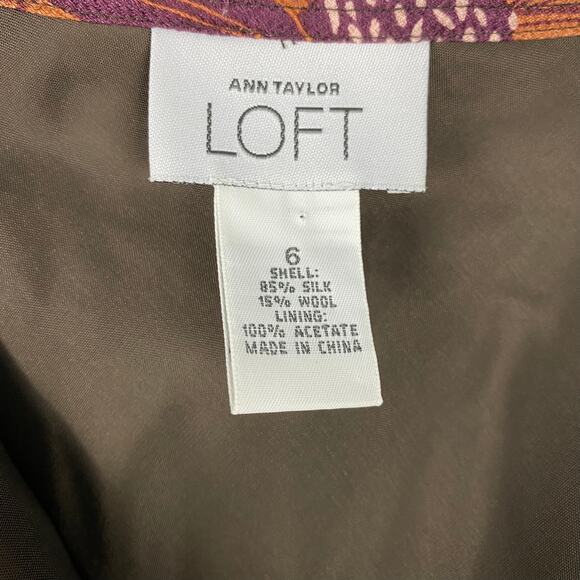 ANN TAYLOR
LOFT
6
SHELL:
85% SILK
15% WOOL
LINING:
100% ACETATE
MADE IN CHINA